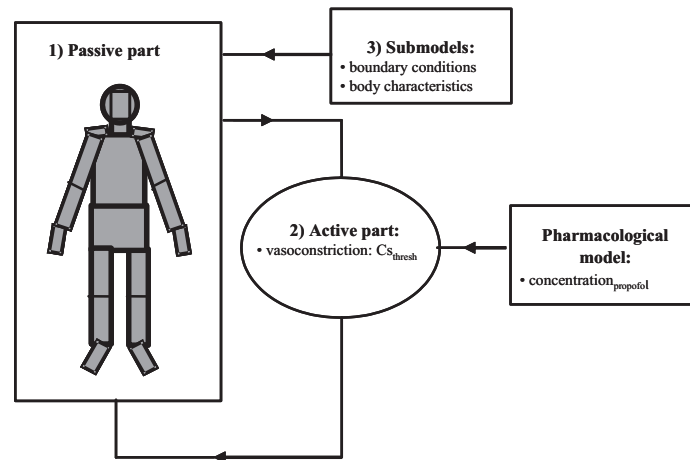 1) Passive part
3) Submodels:
• boundary conditions
• body characteristics
2) Active part:
• vasoconstriction: Cs_thresh
Pharmacological
model:
• concentration_propofol